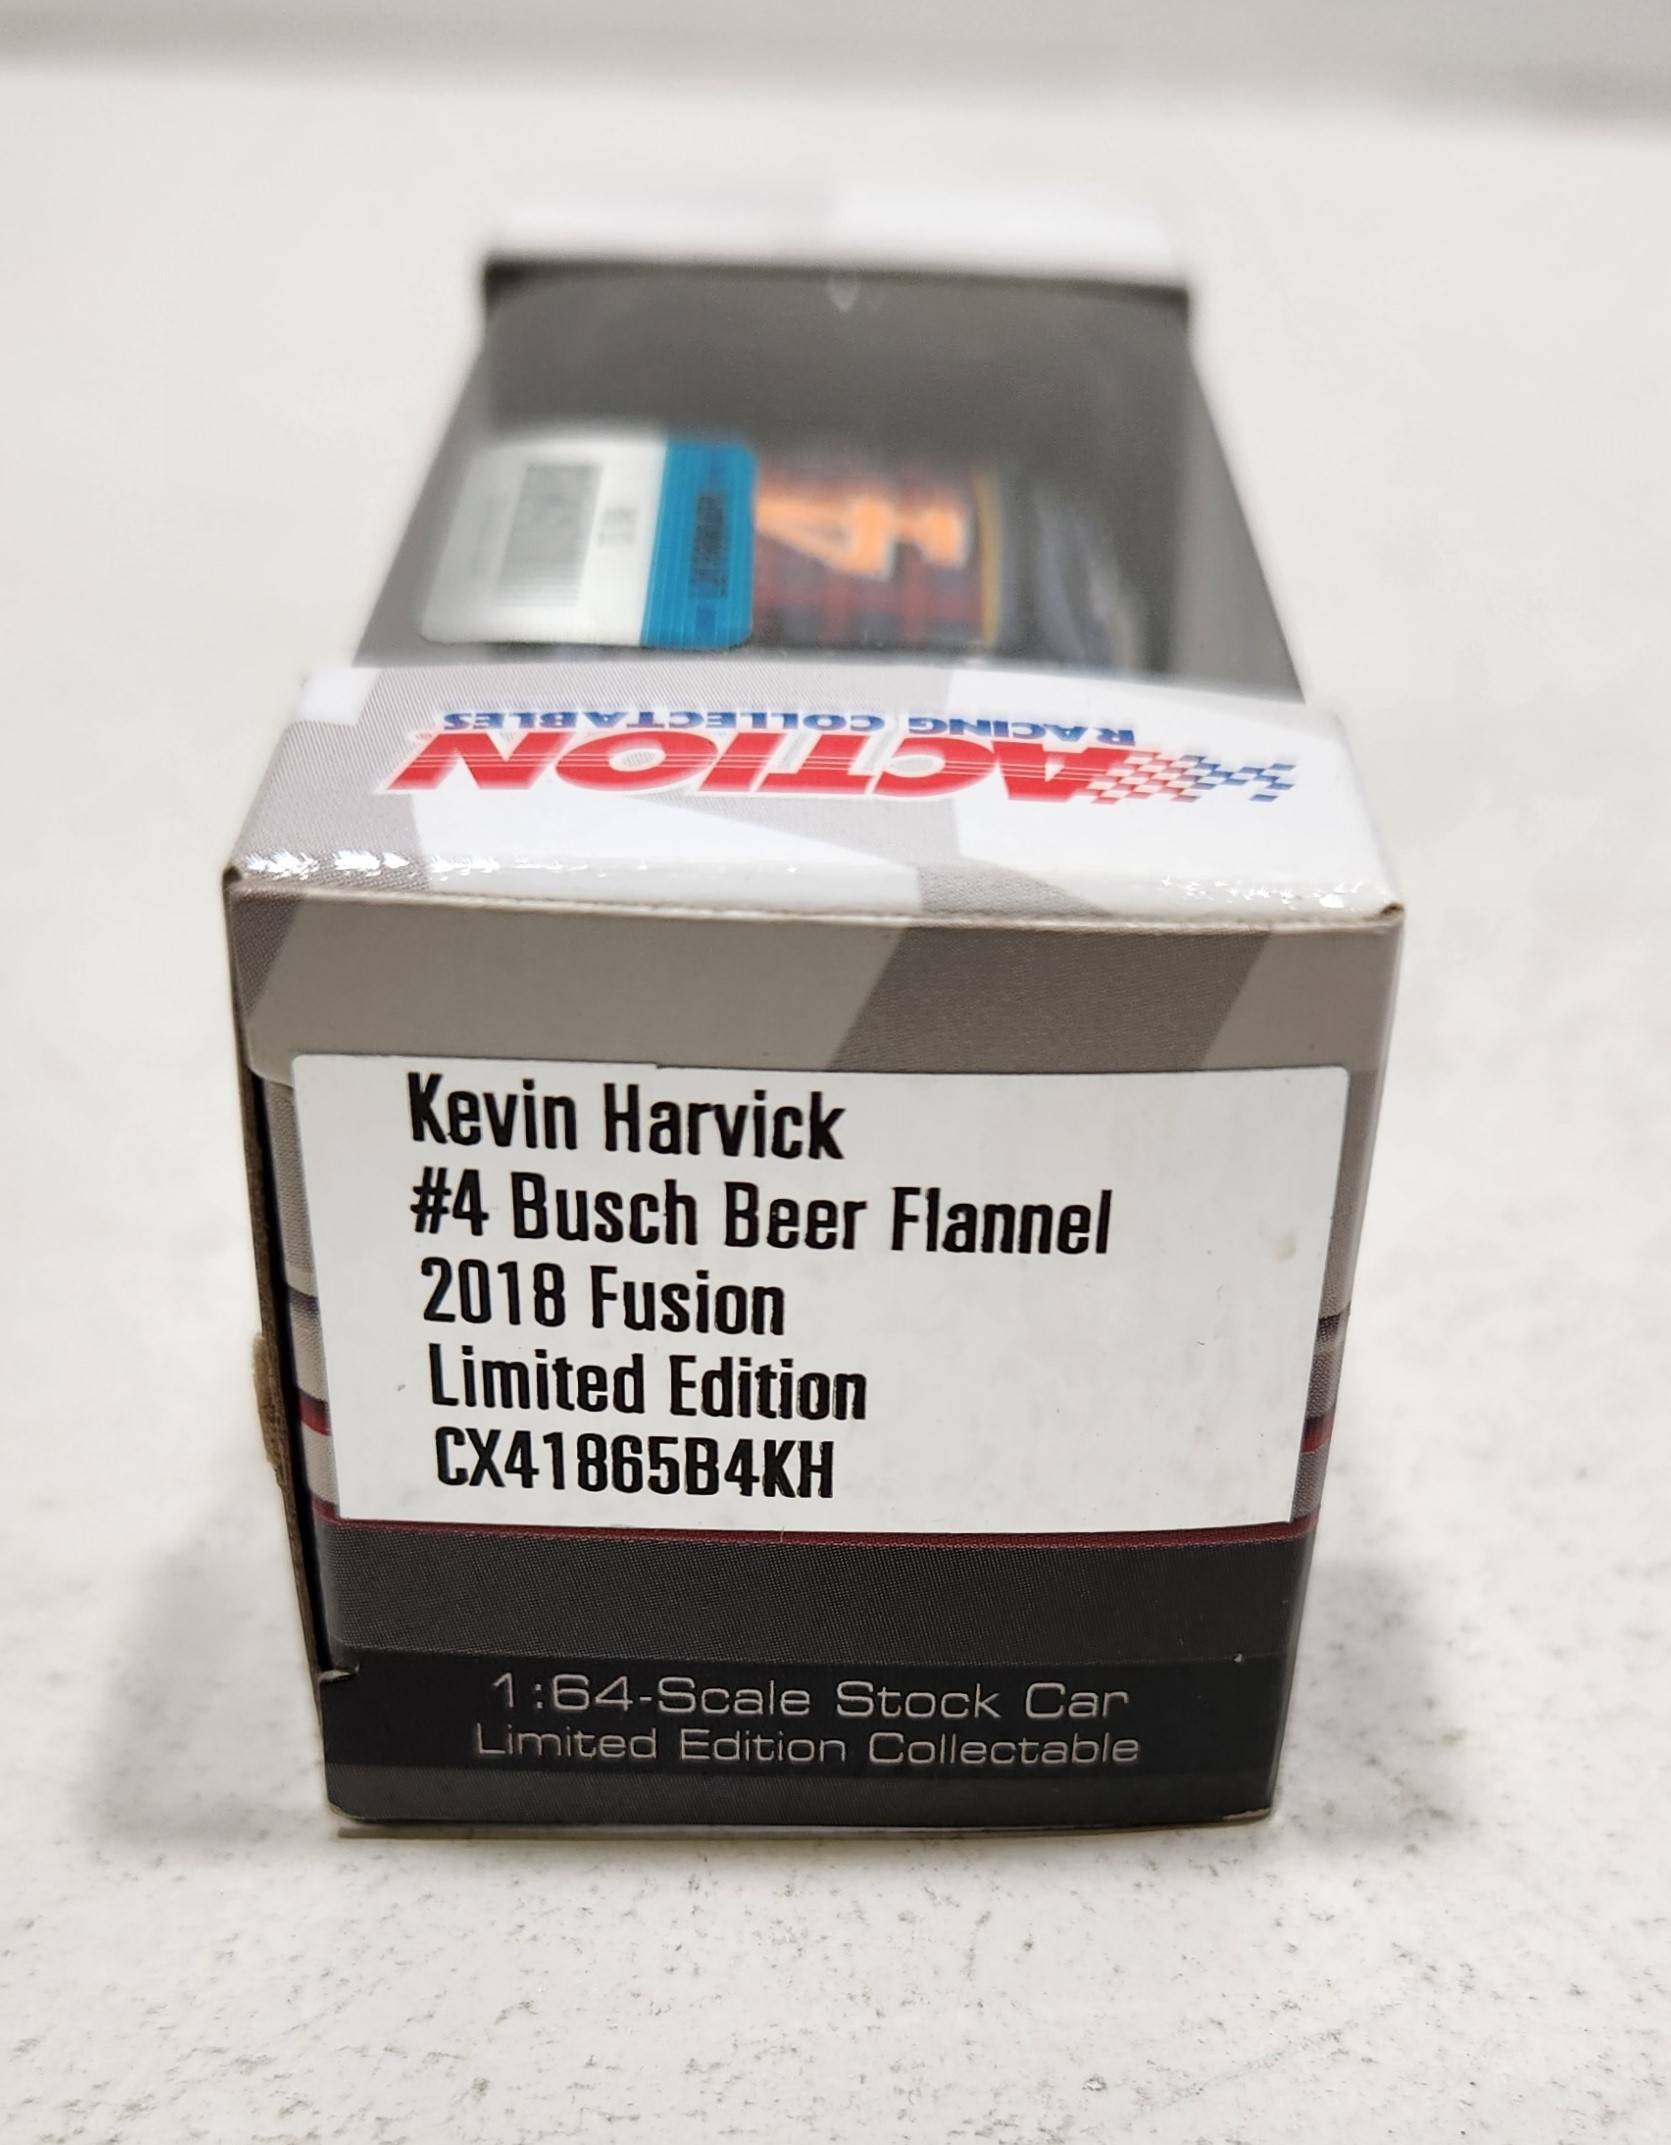 4
ACTION
RACING COLLECTABLES
Kevin Harvick
#4 Busch Beer Flannel
2018 Fusion
Limited Edition
CX41865B4KH
1:64-Scale Stock Car
Limited Edition Collectable